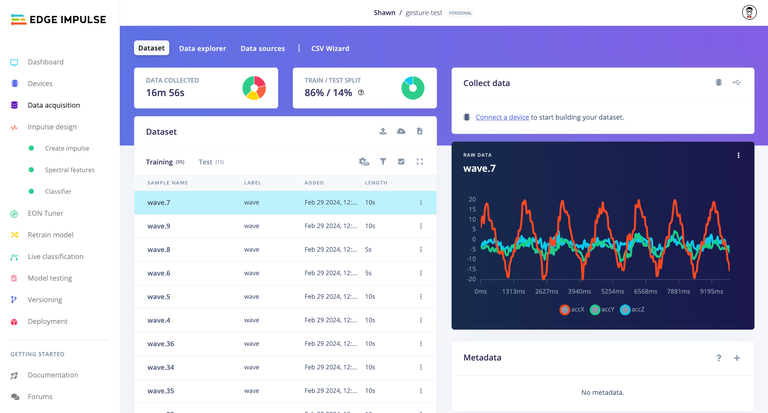 EDGE IMPULSE
Shawn / gesture-test PERSONAL
Dashboard
Devices
Data acquisition
Impulse design
Create impulse
Spectral features
Classifier
EON Tuner
Retrain model
Live classification
Model testing
Versioning
Deployment
GETTING STARTED
Documentation
Forums
Dataset Data explorer Data sources | CSV Wizard
DATA COLLECTED
16m 56s
TRAIN / TEST SPLIT
86% / 14%
Dataset
Training (95) Test (15)
SAMPLE NAME LABEL ADDED LENGTH
wave.7 wave Feb 29 2024, 12:... 10s
wave.9 wave Feb 29 2024, 12:... 10s
wave.8 wave Feb 29 2024, 12:... 5s
wave.6 wave Feb 29 2024, 12:... 5s
wave.5 wave Feb 29 2024, 12:... 10s
wave.4 wave Feb 29 2024, 12:... 10s
wave.36 wave Feb 29 2024, 12:... 10s
wave.34 wave Feb 29 2024, 12:... 10s
wave.35 wave Feb 29 2024, 12:... 10s
Collect data
Connect a device to start building your dataset.
RAW DATA
wave.7
20
15
10
5
0
-5
-10
-15
-20
0ms 1313ms 2627ms 3940ms 5254ms 6568ms 7881ms 9195ms
accX accY accZ
Metadata
No metadata.